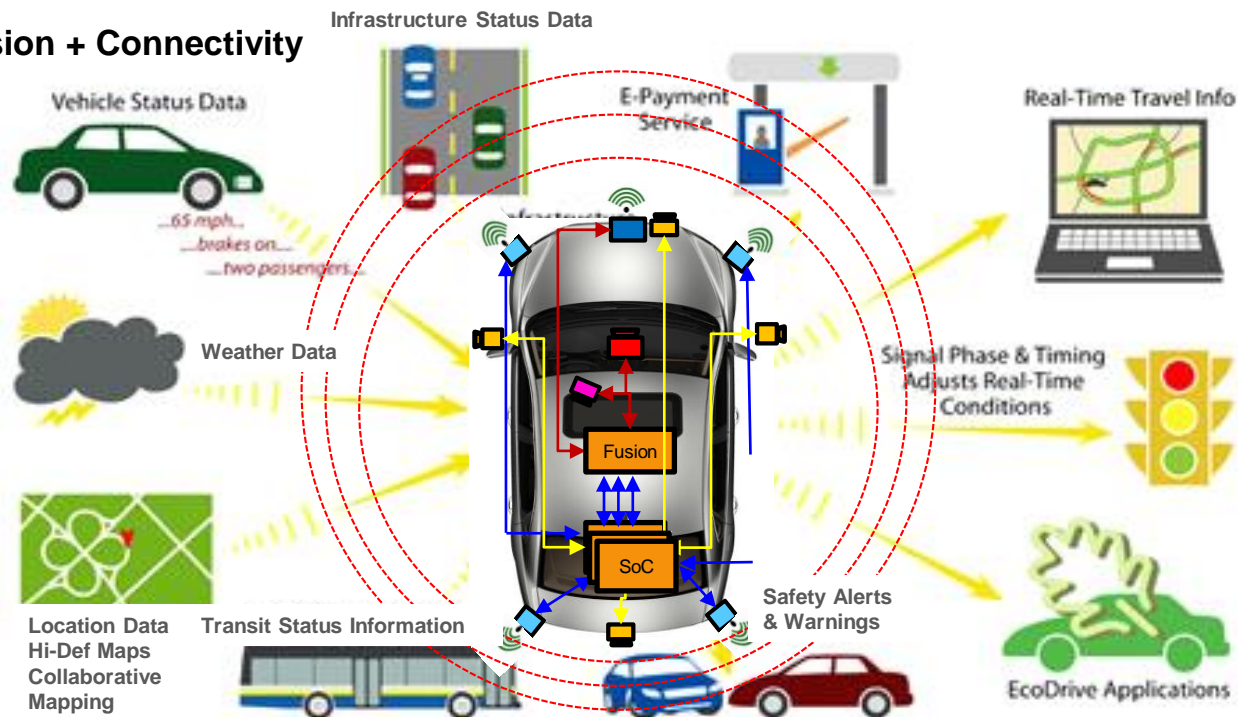 Infrastructure Status Data
sion + Connectivity
Vehicle Status Data
E-Payment
Service
Real-Time Travel Info
...65 mph...
....brakes on....
....two passengers....
Weather Data
Signal Phase & Timing
Adjusts Real-Time
Conditions
Fusion
SoC
Location Data
Hi-Def Maps
Collaborative
Mapping
Transit Status Information
Safety Alerts
& Warnings
EcoDrive Applications